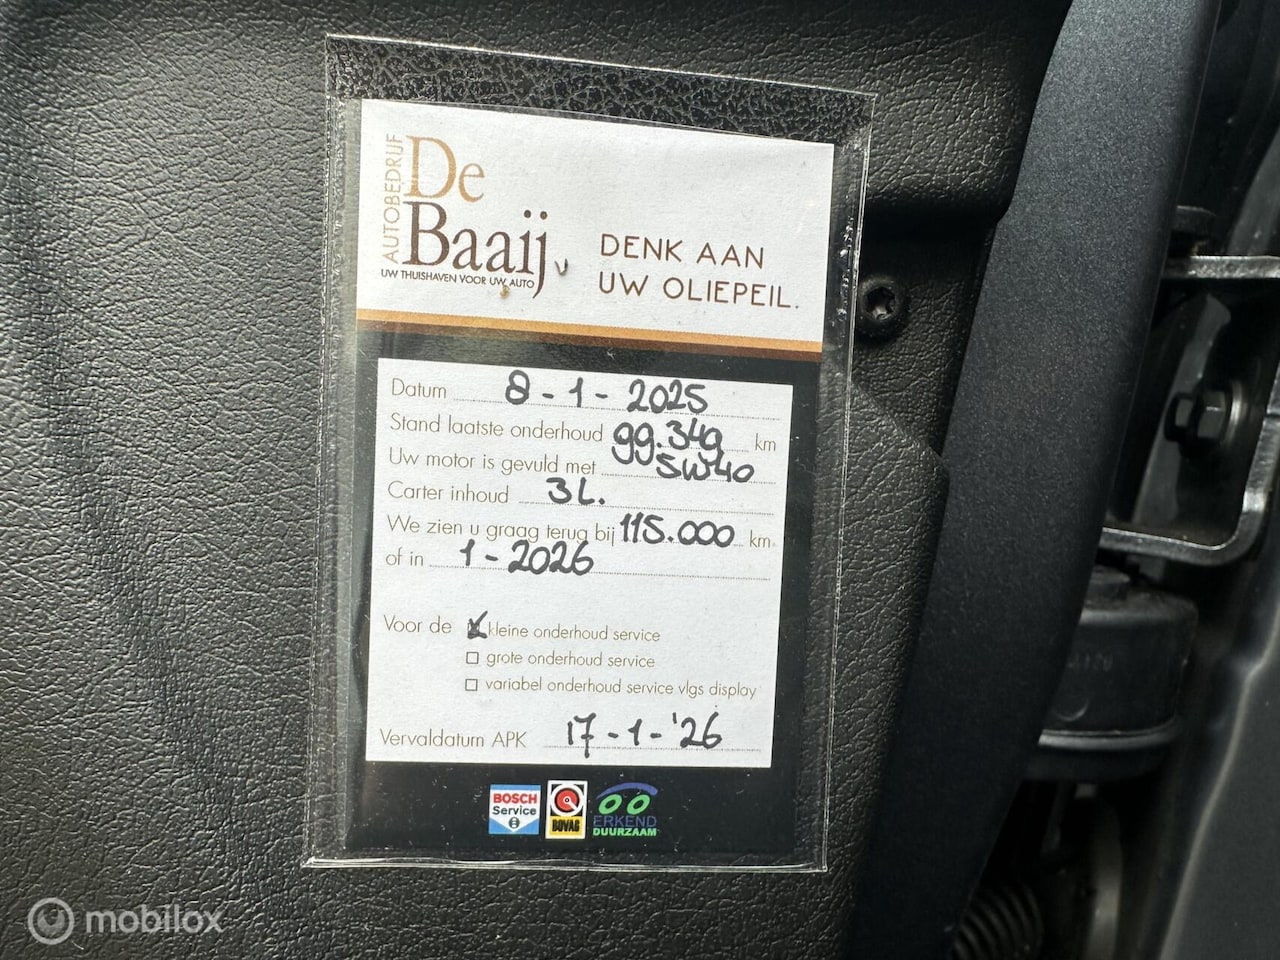 AUTOBEDRIJF
De
Baaij
UW THUISHAVEN VOOR UW AUTO
DENK AAN
UW OLIEPEIL.
Datum 8-1-2025
Stand laatste onderhoud 99.349 km
Uw motor is gevuld met 5W40
Carter inhoud 3L.
We zien u graag terug bij 115.000 km
of in 1-2026
Voor de kleine onderhoud service
grote onderhoud service
variabel onderhoud service vlgs display
Vervaldatum APK 17-1-'26
BOSCH
Service
BOVAG
ERKEND
DUURZAAM
mobilox